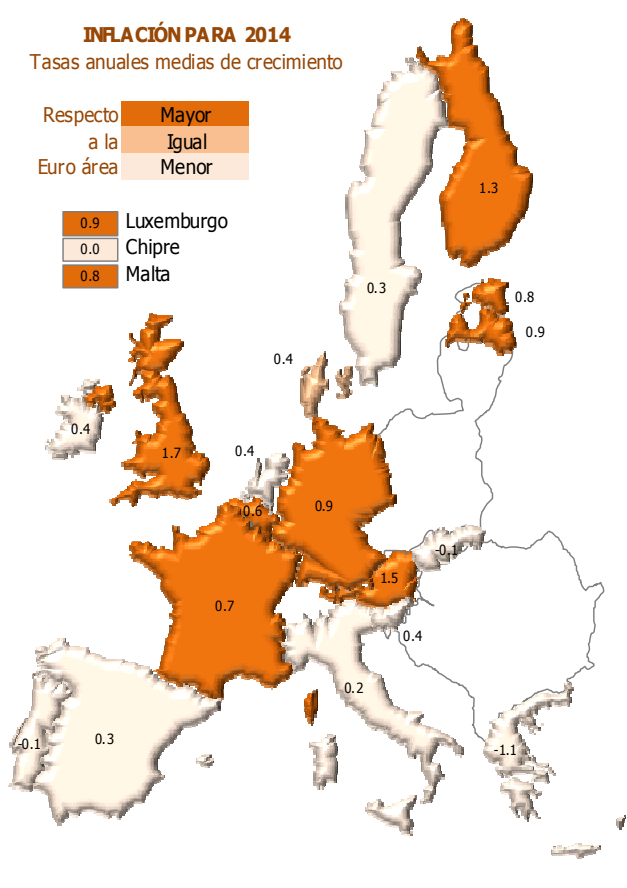 INFLACIÓN PARA 2014
Tasas anuales medias de crecimiento
Respecto Mayor
a la Igual
Euro área Menor
0.9 Luxemburgo
0.0 Chipre
0.8 Malta
1.3
0.3
0.8
0.9
0.4
0.4
1.7
0.4
0.6
0.9
-0.1
1.5
0.7
0.4
0.2
-0.1
0.3
-1.1